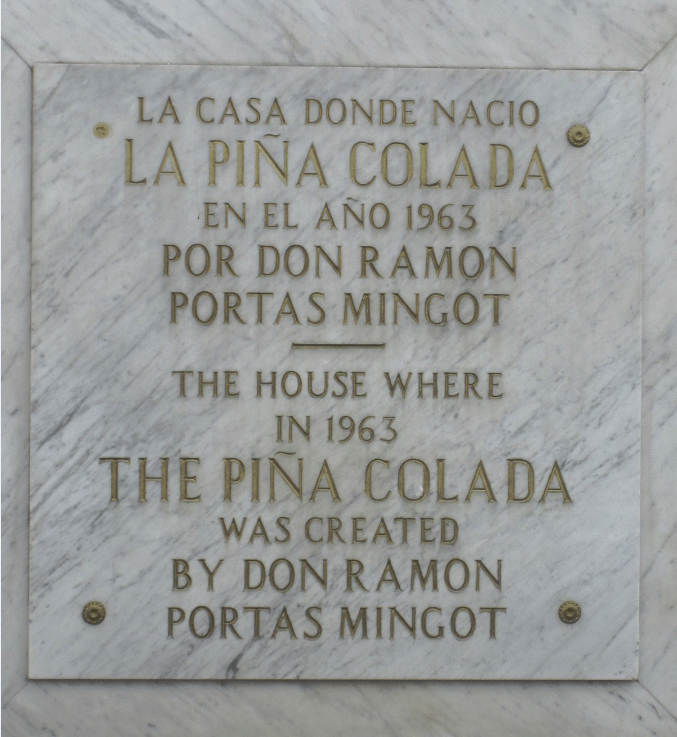 LA CASA DONDE NACIO
LA PIÑA COLADA
EN EL AÑO 1963
POR DON RAMON
PORTAS MINGOT
THE HOUSE WHERE
IN 1963
THE PIÑA COLADA
WAS CREATED
BY DON RAMON
PORTAS MINGOT